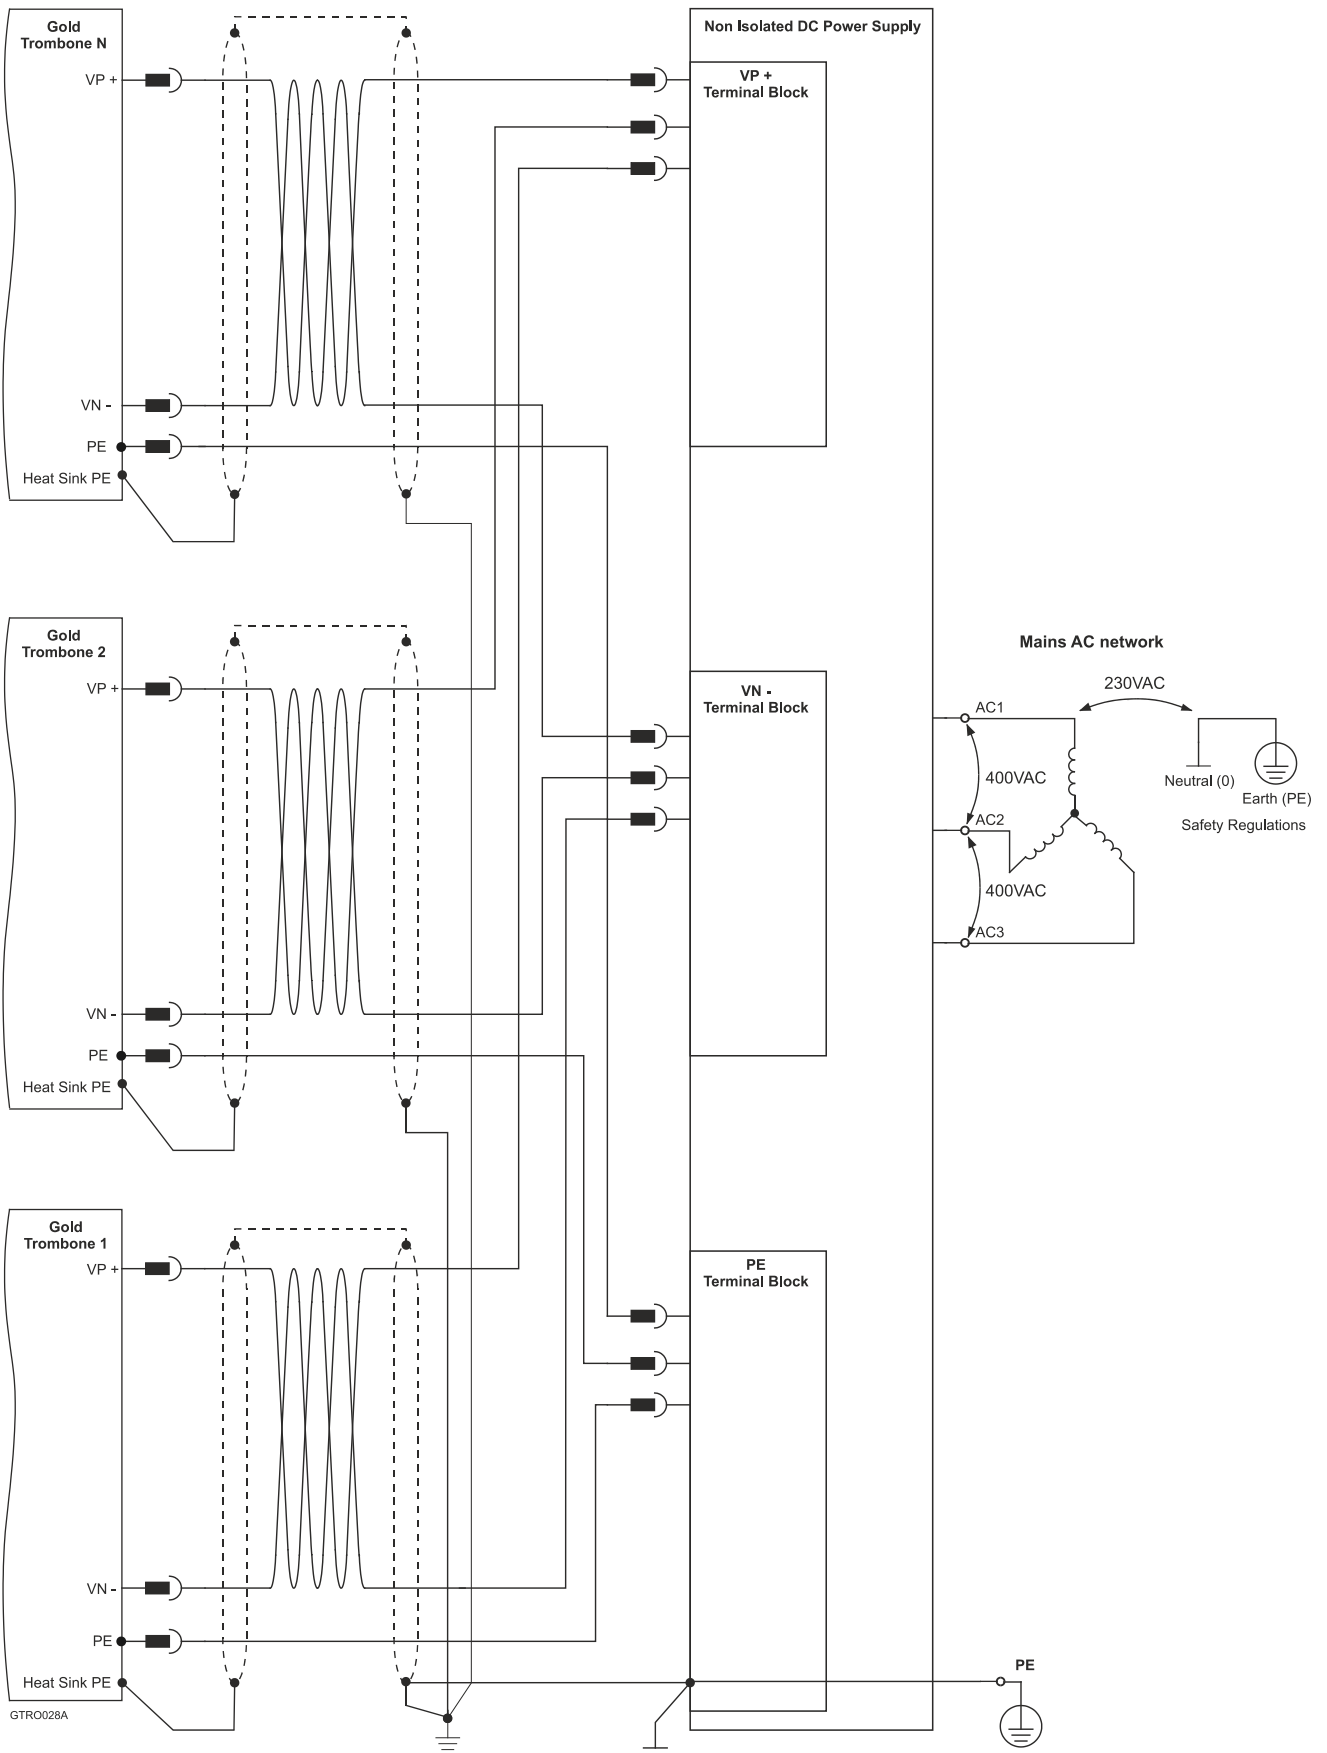 Gold
Trombone N
VP +
VN -
PE
Heat Sink PE
Gold
Trombone 2
VP +
VN -
PE
Heat Sink PE
Gold
Trombone 1
VP +
VN -
PE
Heat Sink PE
GTRO028A
Non Isolated DC Power Supply
VP +
Terminal Block
VN -
Terminal Block
PE
Terminal Block
Mains AC network
230VAC
AC1
400VAC
AC2
400VAC
AC3
Neutral (0)
Earth (PE)
Safety Regulations
PE